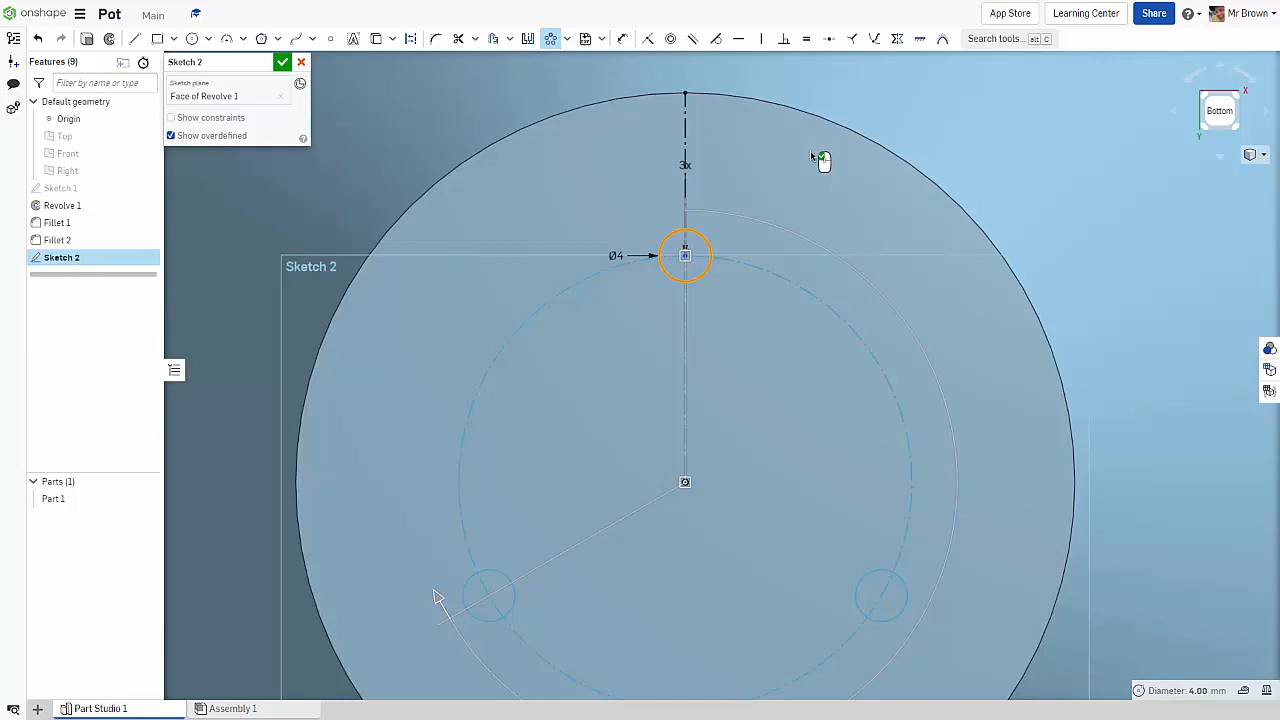 onshape Pot Main App Store Learning Center Share Mr Brown
Search tools... alt C
Features (9)
Filter by name or type
Default geometry
Origin
Top
Front
Right
Sketch 1
Revolve 1
Fillet 1
Fillet 2
Sketch 2
Parts (1)
Part 1
Sketch 2
Sketch plane
Face of Revolve 1
Show constraints
Show overdefined
3x
Ø4
Sketch 2
Bottom
X
Y
Diameter: 4.00 mm
Part Studio 1
Assembly 1